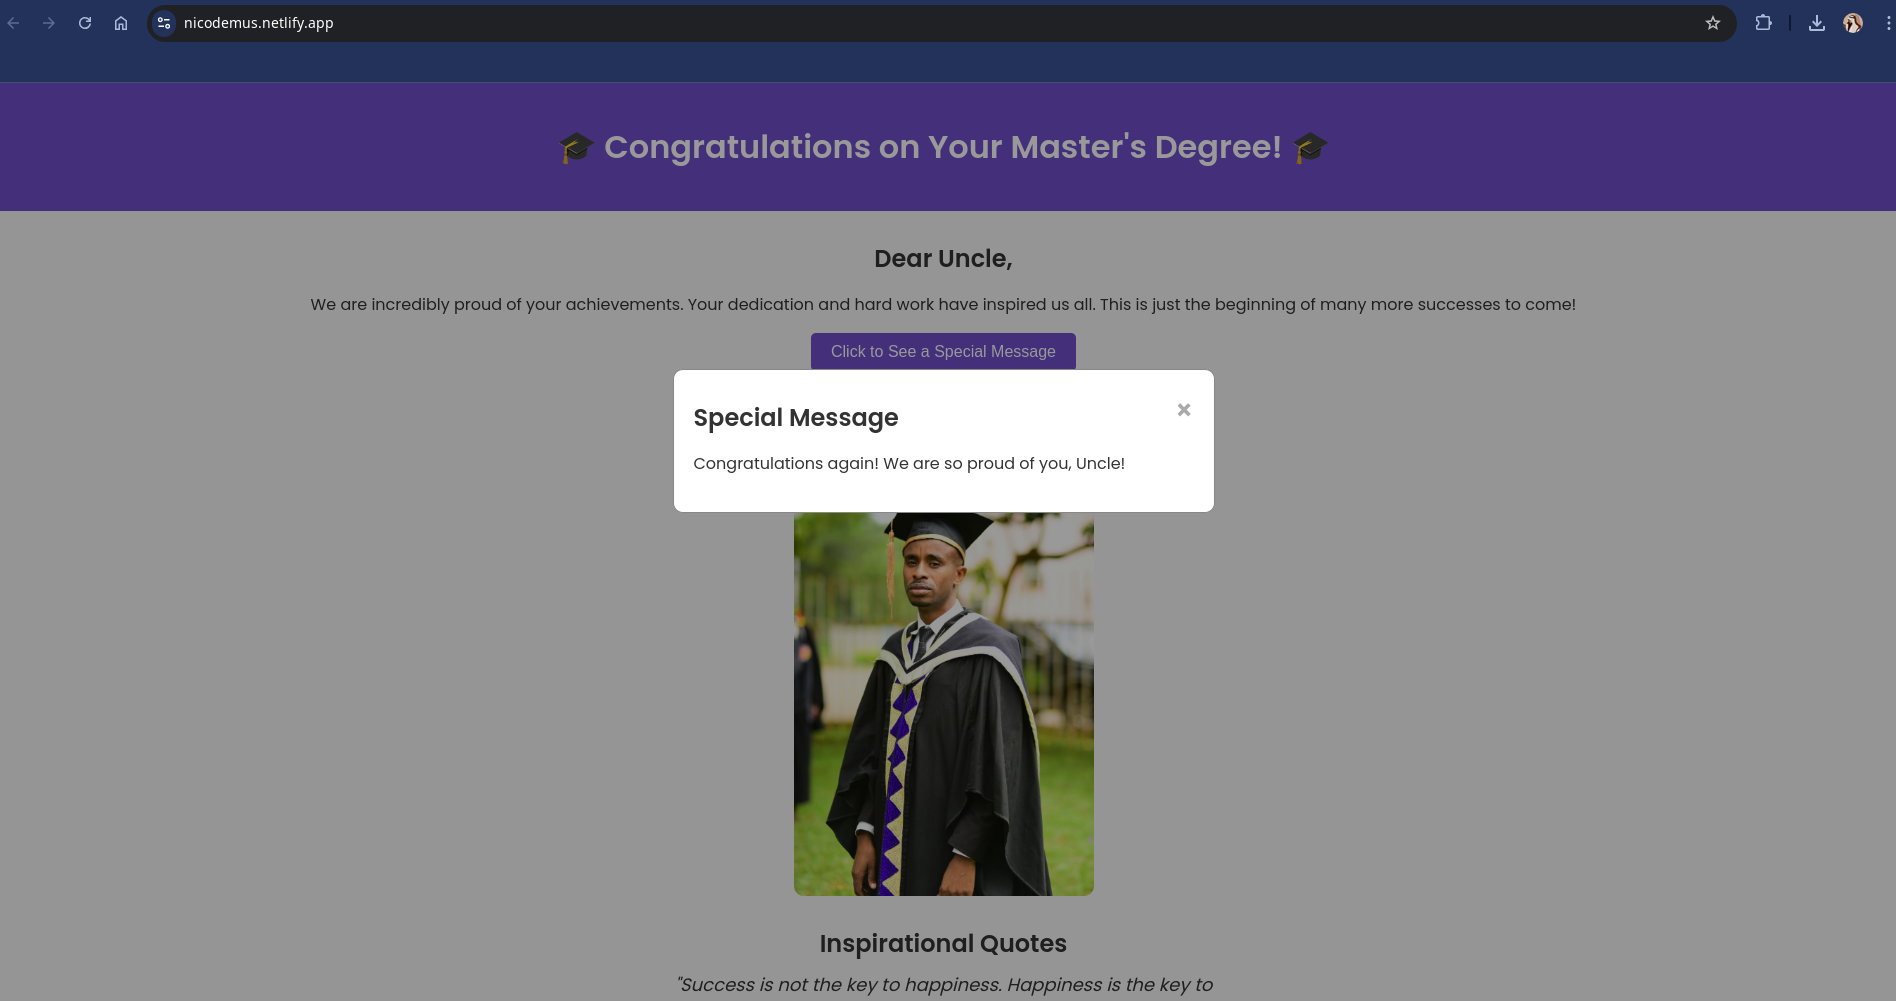 nicodemus.netlify.app
🎓 Congratulations on Your Master's Degree! 🎓
Dear Uncle,
We are incredibly proud of your achievements. Your dedication and hard work have inspired us all. This is just the beginning of many more successes to come!
Click to See a Special Message
Special Message
×
Congratulations again! We are so proud of you, Uncle!
Inspirational Quotes
"Success is not the key to happiness. Happiness is the key to